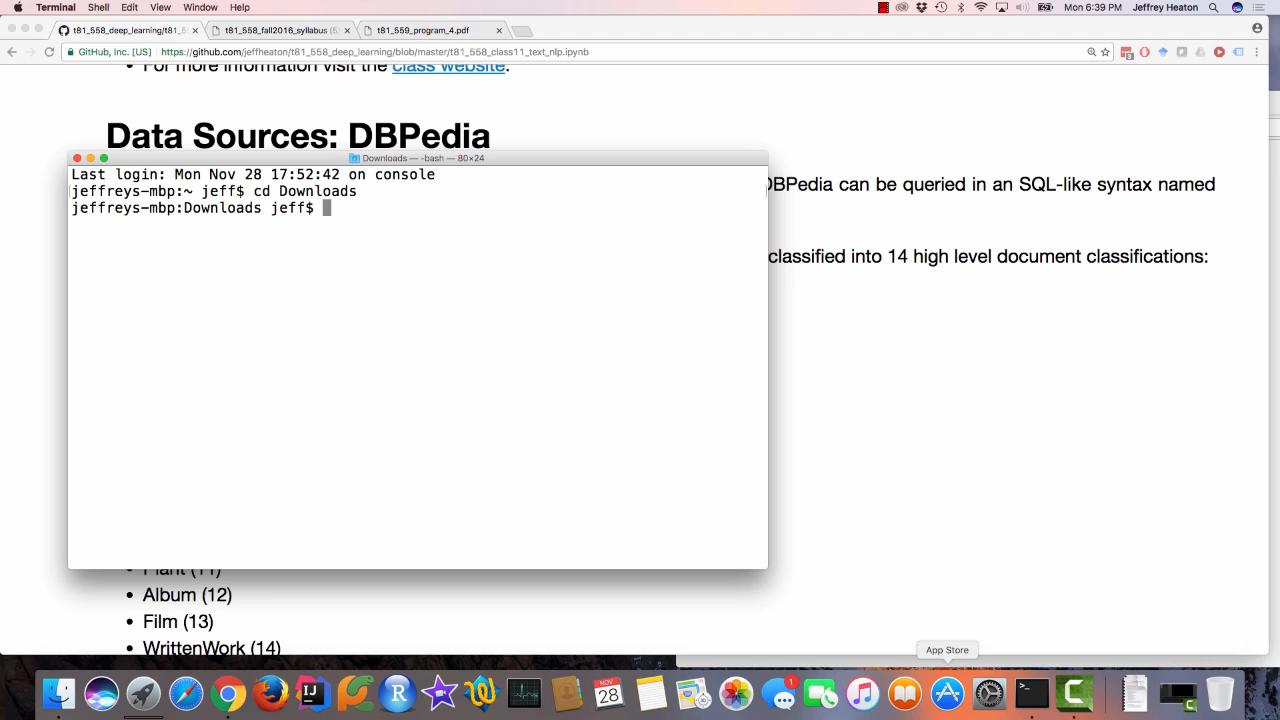 Terminal Shell Edit View Window Help Mon 6:39 PM Jeffrey Heaton
t81_558_deep_learning/t81_5 t81_558_fall2016_syllabus (5) t81_559_program_4.pdf
GitHub, Inc. [US] https://github.com/jeffheaton/t81_558_deep_learning/blob/master/t81_558_class11_text_nlp.ipynb
For more information visit the class website.
Data Sources: DBPedia
Downloads — -bash — 80×24
Last login: Mon Nov 28 17:52:42 on console
jeffreys-mbp:~ jeff$ cd Downloads
DBPedia can be queried in an SQL-like syntax named
jeffreys-mbp:Downloads jeff$
classified into 14 high level document classifications:
Plant (11)
Album (12)
Film (13)
WrittenWork (14)
App Store
NOV
28
1